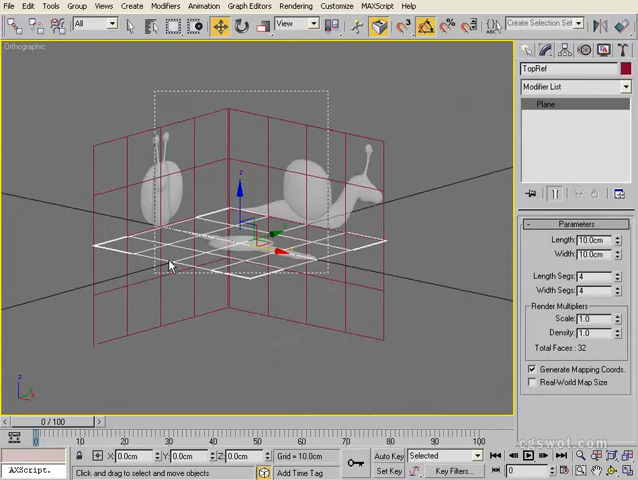 File Edit Tools Group Views Create Modifiers Animation Graph Editors Rendering Customize MAXScript Help
All View Create Selection Set
Orthographic
TopRef
Modifier List
Plane
Parameters
Length: 10.0cm
Width: 10.0cm
Length Segs: 4
Width Segs: 4
Render Multipliers
Scale: 1.0
Density: 1.0
Total Faces : 32
Generate Mapping Coords.
Real-World Map Size
z
0 / 100
0 10 20 30 40 50 60 70 80 90 100
cgswot.com
X: 0.0cm Y: 0.0cm Z: 0.0cm Grid = 10.0cm Auto Key Selected
AXScript. Click and drag to select and move objects Add Time Tag Set Key Key Filters... 0